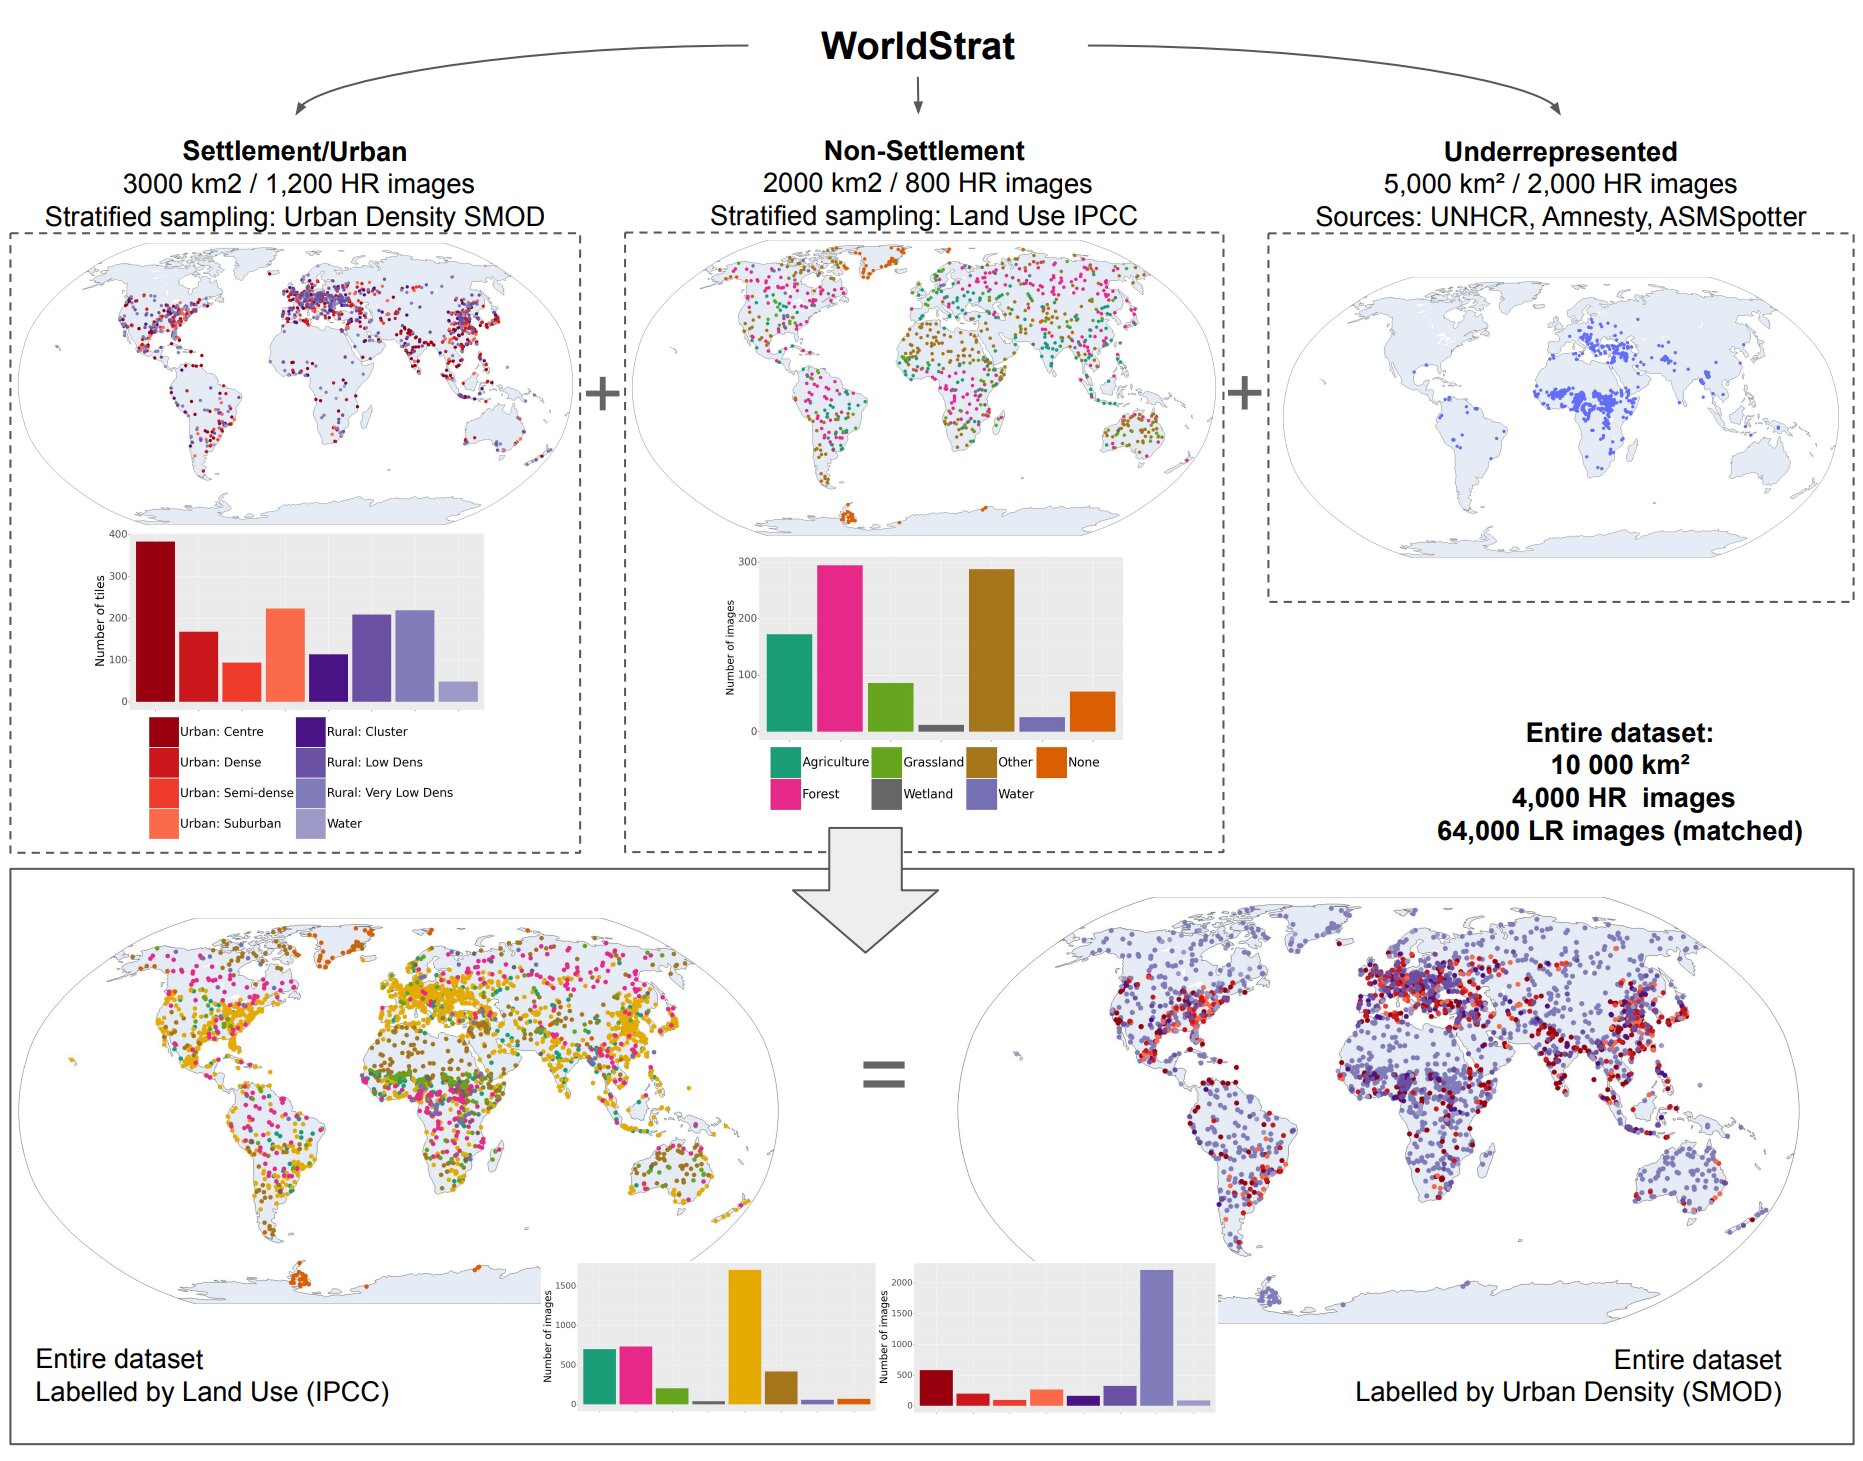 WorldStrat
Settlement/Urban
3000 km2 / 1,200 HR images
Stratified sampling: Urban Density SMOD
Non-Settlement
2000 km2 / 800 HR images
Stratified sampling: Land Use IPCC
Underrepresented
5,000 km² / 2,000 HR images
Sources: UNHCR, Amnesty, ASMSpotter
+
+
Number of tiles
400
300
200
100
0
Urban: Centre
Urban: Dense
Urban: Semi-dense
Urban: Suburban
Rural: Cluster
Rural: Low Dens
Rural: Very Low Dens
Water
Number of images
300
200
100
0
Agriculture
Forest
Grassland
Wetland
Other
Water
None
Entire dataset:
10 000 km²
4,000 HR images
64,000 LR images (matched)
=
Entire dataset
Labelled by Land Use (IPCC)
Number of images
1500
1000
500
0
Number of images
2000
1500
1000
500
0
Entire dataset
Labelled by Urban Density (SMOD)